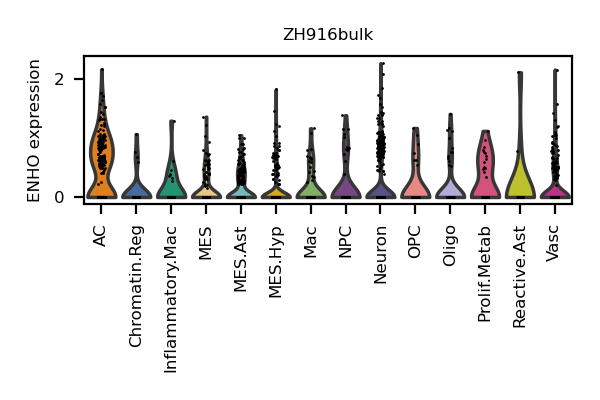 ZH916bulk
ENHO expression
2
0
AC
Chromatin.Reg
Inflammatory.Mac
MES
MES.Ast
MES.Hyp
Mac
NPC
Neuron
OPC
Oligo
Prolif.Metab
Reactive.Ast
Vasc